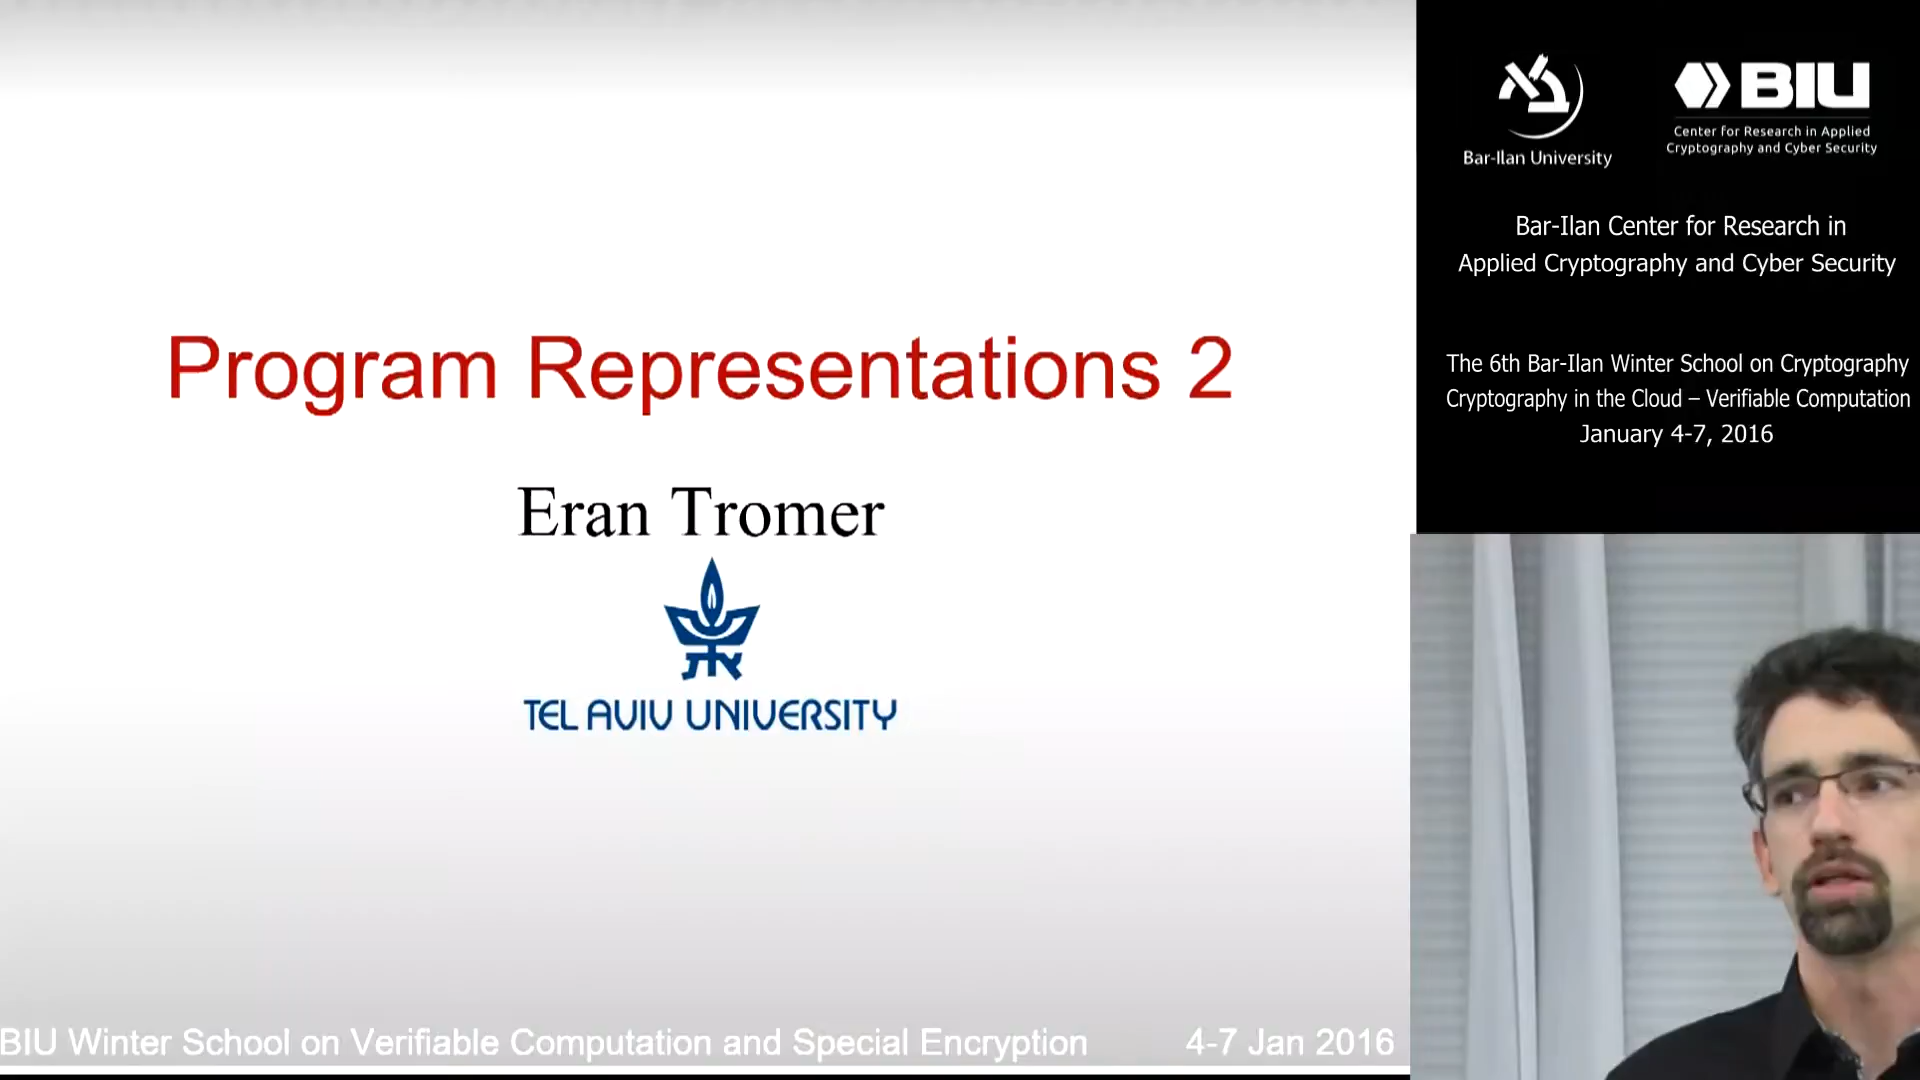 Program Representations 2
Eran Tromer
TEL AVIV UNIVERSITY
BIU Winter School on Verifiable Computation and Special Encryption 4-7 Jan 2016
Bar-Ilan University
BIU
Center for Research in Applied
Cryptography and Cyber Security
Bar-Ilan Center for Research in
Applied Cryptography and Cyber Security
The 6th Bar-Ilan Winter School on Cryptography
Cryptography in the Cloud – Verifiable Computation
January 4-7, 2016